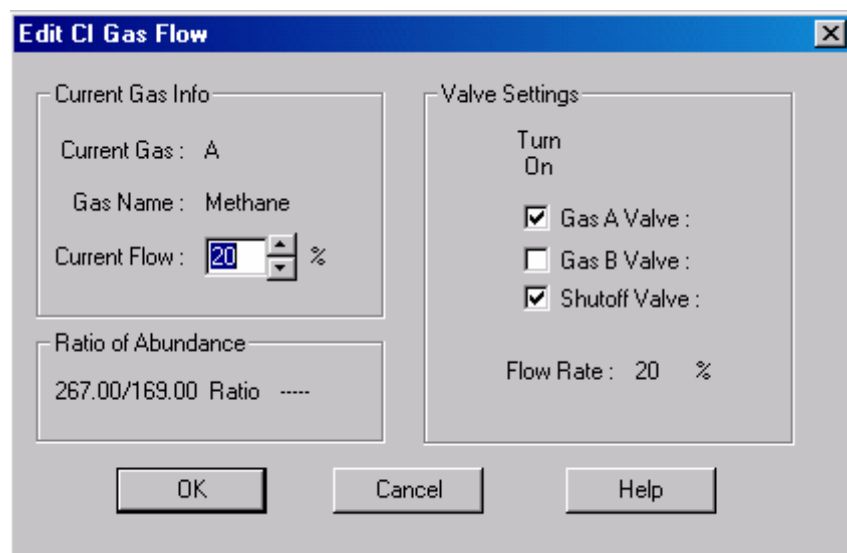 Edit CI Gas Flow
Current Gas Info
Current Gas : A
Gas Name : Methane
Current Flow : 20 %
Ratio of Abundance
267.00/169.00 Ratio -----
Valve Settings
Turn
On
Gas A Valve :
Gas B Valve :
Shutoff Valve :
Flow Rate : 20 %
OK Cancel Help